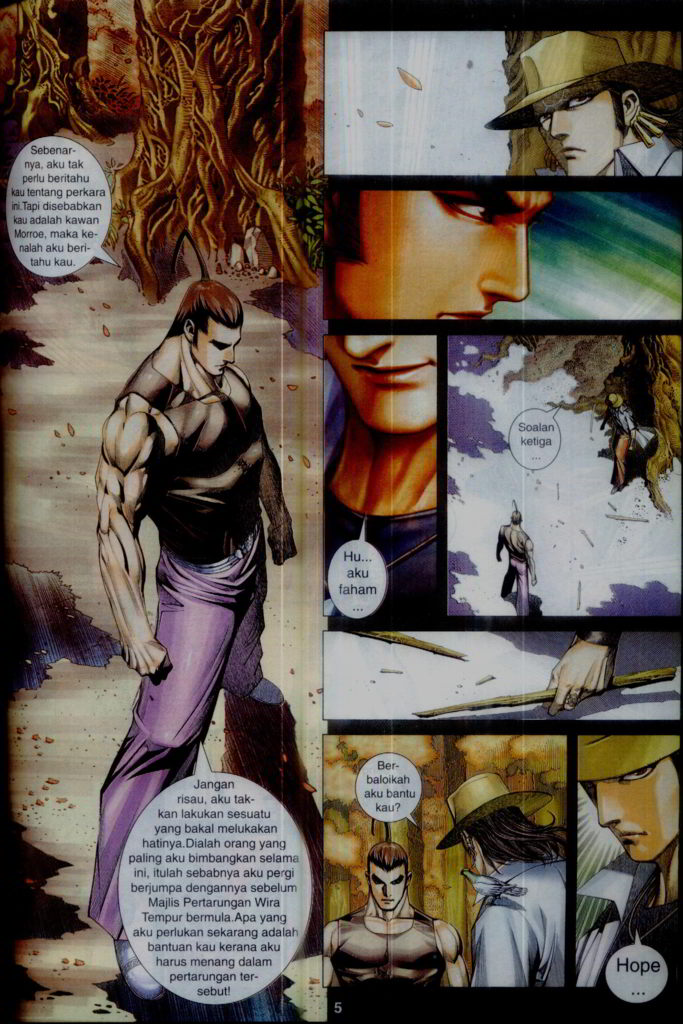 Sebenar-
nya, aku tak
perlu beritahu
kau tentang perkara
ini.Tapi disebabkan
kau adalah kawan
Morroe, maka ke-
nalah aku beri-
tahu kau.
Jangan
risau, aku tak-
kan lakukan sesuatu
yang bakal melukakan
hatinya.Dialah orang yang
paling aku bimbangkan selama
ini, itulah sebabnya aku pergi
berjumpa dengannya sebelum
Majlis Pertarungan Wira
Tempur bermula.Apa yang
aku perlukan sekarang adalah
bantuan kau kerana aku
harus menang dalam
pertarungan ter-
sebut!
Hu...
aku
faham
...
Soalan
ketiga
...
Ber-
baloikah
aku bantu
kau?
Hope
...
5